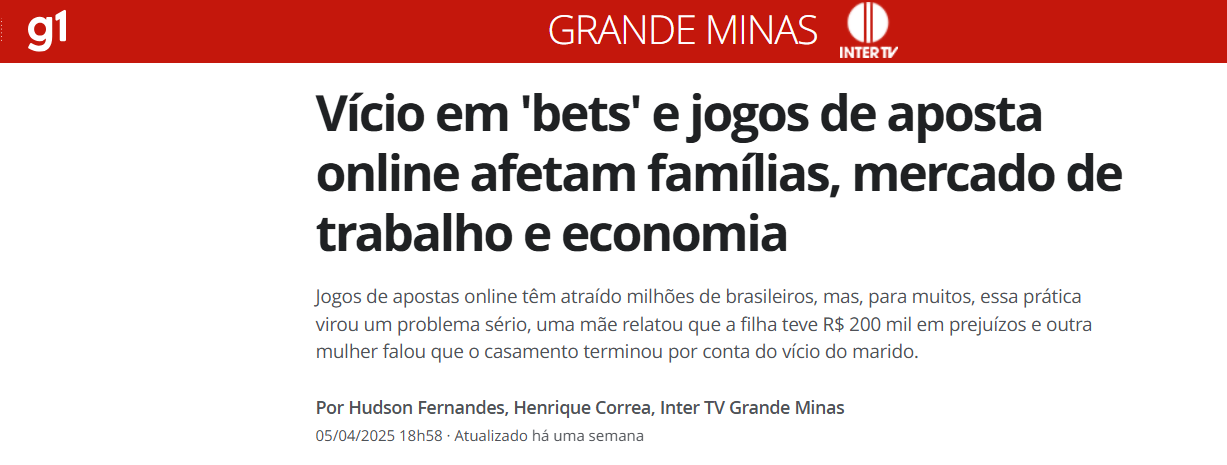 g1
GRANDE MINAS
INTER TV
Vício em 'bets' e jogos de aposta
online afetam famílias, mercado de
trabalho e economia
Jogos de apostas online têm atraído milhões de brasileiros, mas, para muitos, essa prática
virou um problema sério, uma mãe relatou que a filha teve R$ 200 mil em prejuízos e outra
mulher falou que o casamento terminou por conta do vício do marido.
Por Hudson Fernandes, Henrique Correa, Inter TV Grande Minas
05/04/2025 18h58 · Atualizado há uma semana